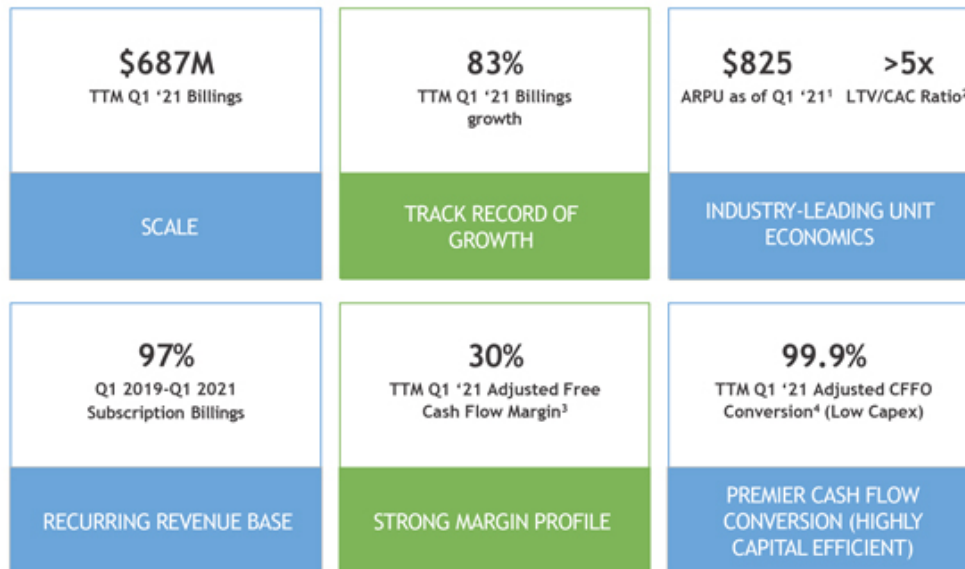 $687M
TTM Q1 ‘21 Billings
SCALE
83%
TTM Q1 ‘21 Billings
growth
TRACK RECORD OF
GROWTH
$825 >5x
ARPU as of Q1 ‘21¹ LTV/CAC Ratio²
INDUSTRY-LEADING UNIT
ECONOMICS
97%
Q1 2019-Q1 2021
Subscription Billings
RECURRING REVENUE BASE
30%
TTM Q1 ‘21 Adjusted Free
Cash Flow Margin³
STRONG MARGIN PROFILE
99.9%
TTM Q1 ‘21 Adjusted CFFO
Conversion⁴ (Low Capex)
PREMIER CASH FLOW
CONVERSION (HIGHLY
CAPITAL EFFICIENT)